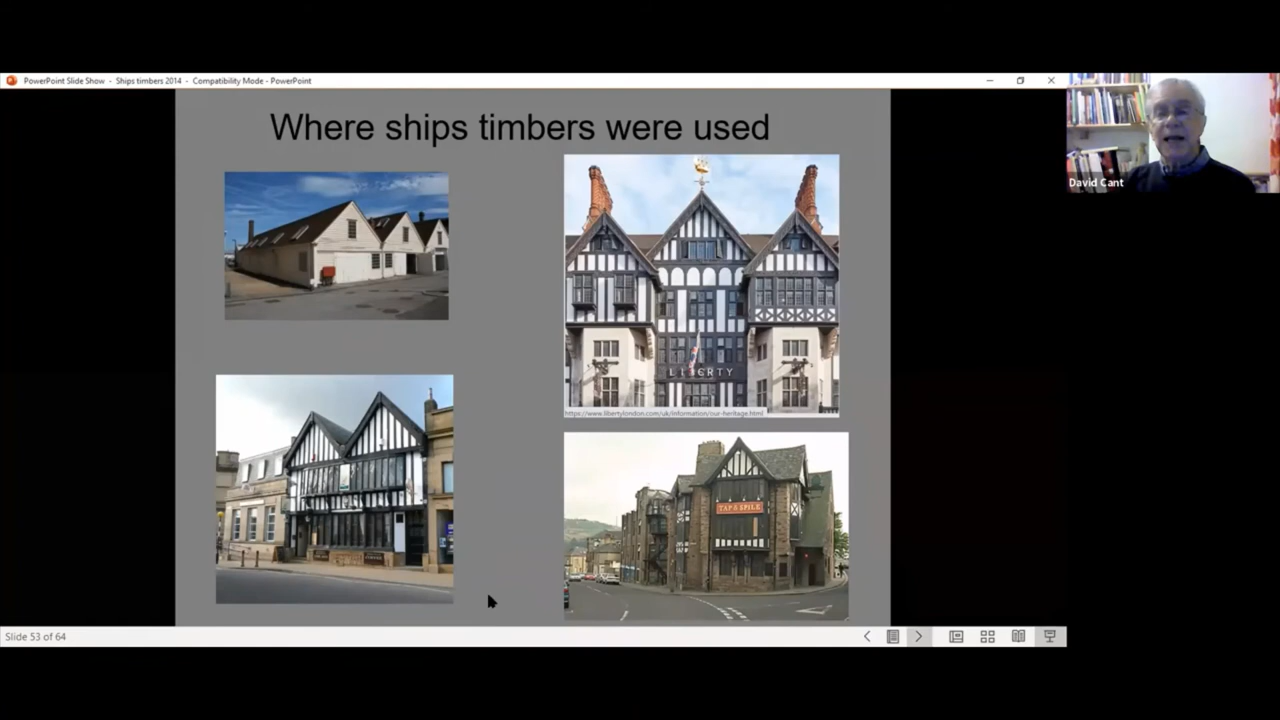 PowerPoint Slide Show - Ships timbers 2014 - Compatibility Mode - PowerPoint
Where ships timbers were used
David Cant
LIBERTY
https://www.libertylondon.com/uk/information/our-heritage.html
TAP & SPILE
Slide 53 of 64